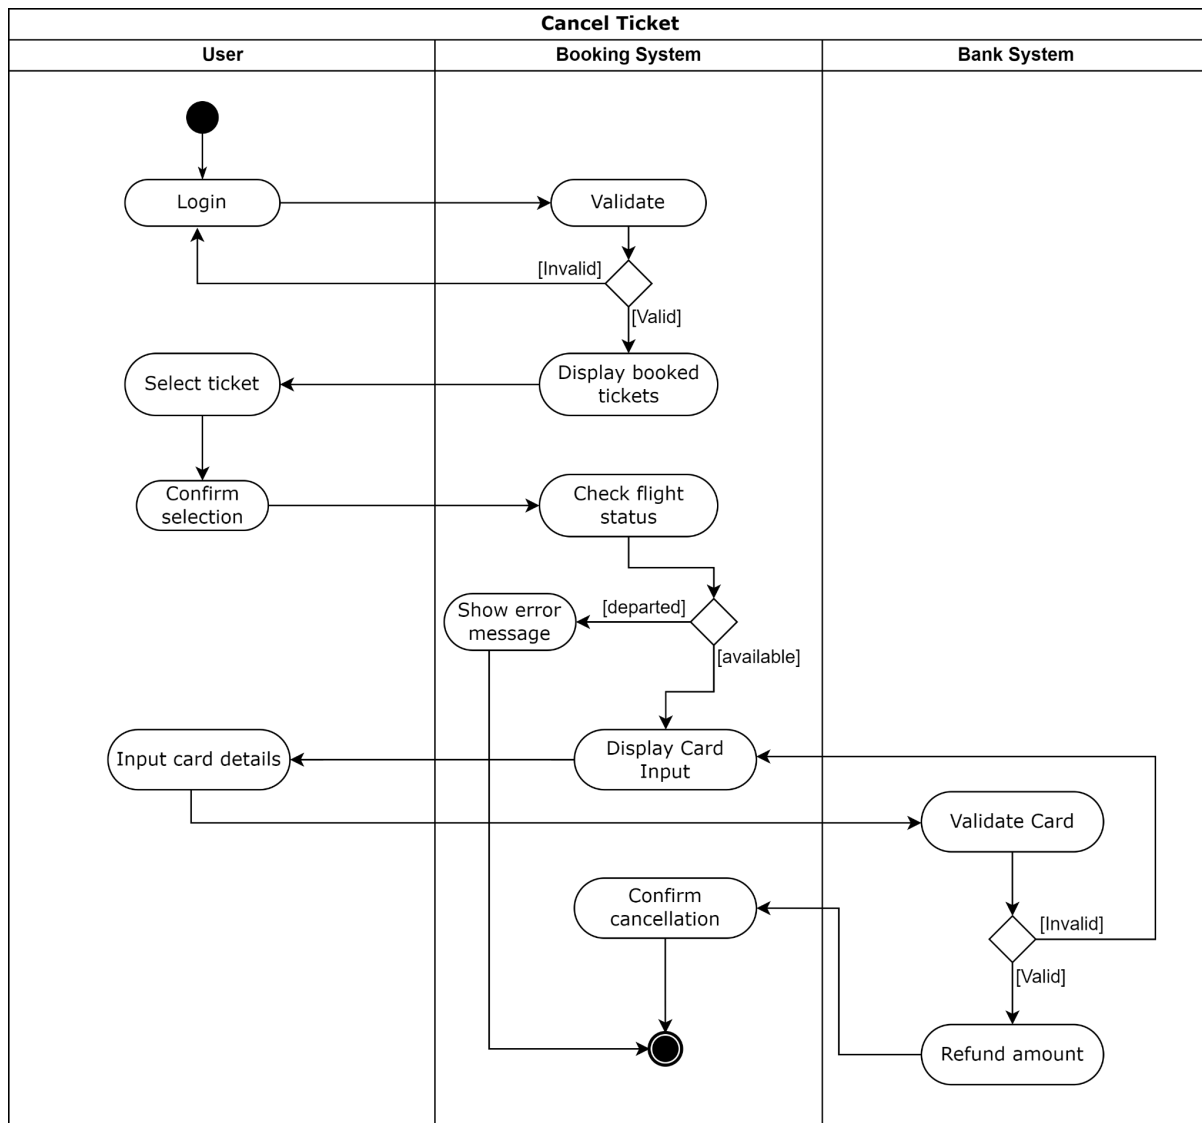 Cancel Ticket
User
Booking System
Bank System
Login
Validate
[Invalid]
[Valid]
Select ticket
Display booked
tickets
Confirm
selection
Check flight
status
Show error
message
[departed]
[available]
Input card details
Display Card
Input
Validate Card
Confirm
cancellation
[Invalid]
[Valid]
Refund amount